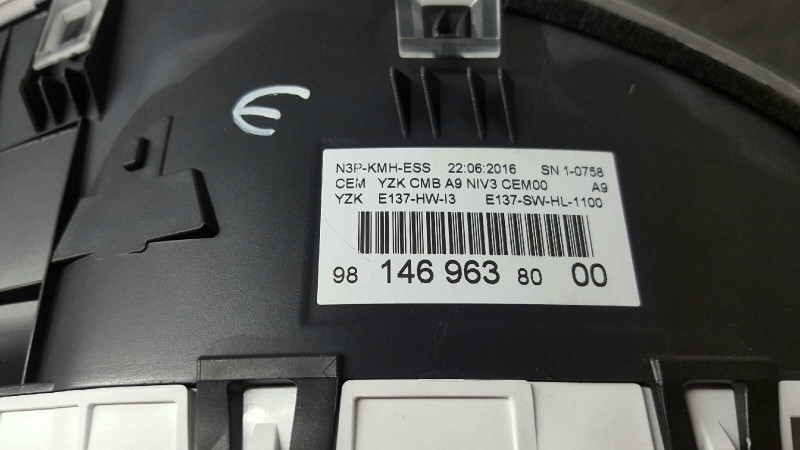 E
N3P-KMH-ESS 22:06:2016 SN 1-0758
CEM YZK CMB A9 NIV3 CEM00 A9
YZK E137-HW-I3 E137-SW-HL-1100
98 146 963 80 00